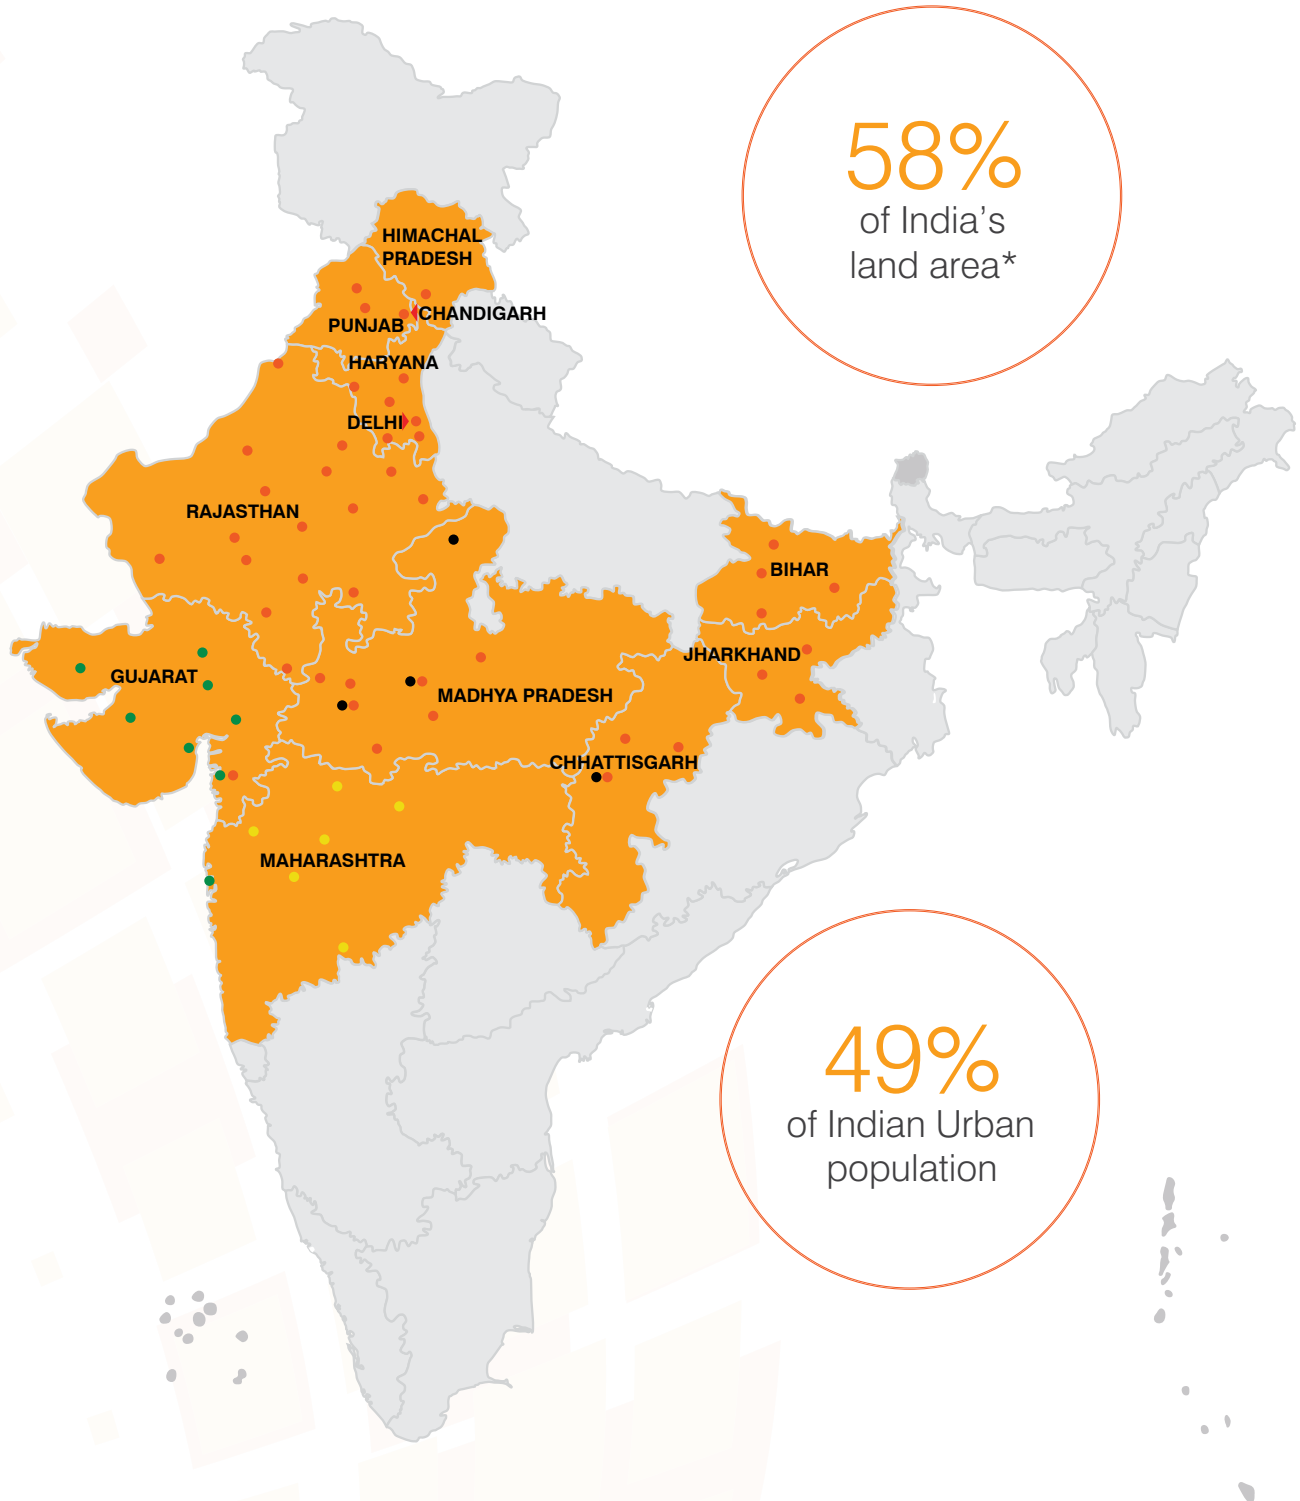 58%
of India’s
land area*
HIMACHAL
PRADESH
CHANDIGARH
PUNJAB
HARYANA
DELHI
RAJASTHAN
BIHAR
JHARKHAND
GUJARAT
MADHYA PRADESH
CHHATTISGARH
MAHARASHTRA
49%
of Indian Urban
population